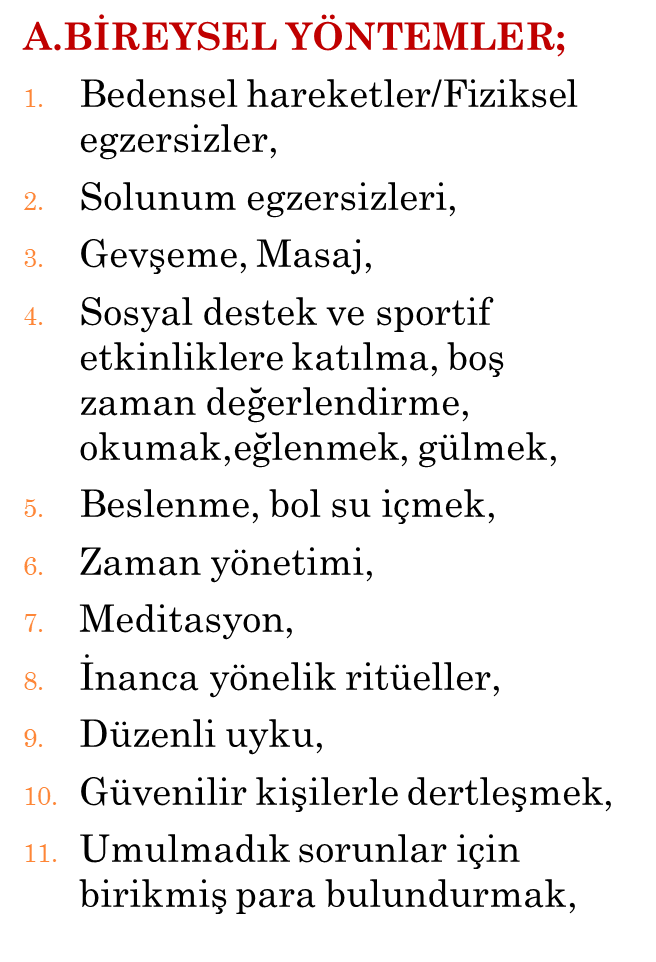 A.BİREYSEL YÖNTEMLER;
1. Bedensel hareketler/Fiziksel
egzersizler,
2. Solunum egzersizleri,
3. Gevşeme, Masaj,
4. Sosyal destek ve sportif
etkinliklere katılma, boş
zaman değerlendirme,
okumak,eğlenmek, gülmek,
5. Beslenme, bol su içmek,
6. Zaman yönetimi,
7. Meditasyon,
8. İnanca yönelik ritüeller,
9. Düzenli uyku,
10. Güvenilir kişilerle dertleşmek,
11. Umulmadık sorunlar için
birikmiş para bulundurmak,